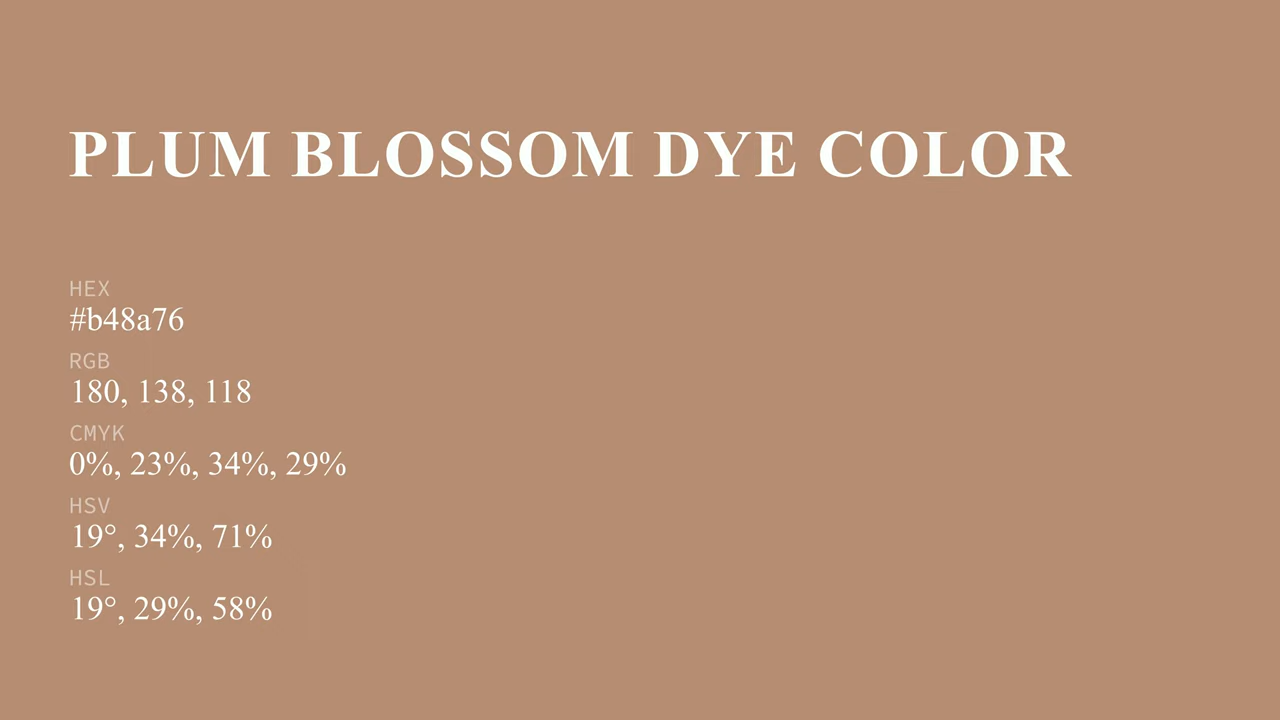 PLUM BLOSSOM DYE COLOR
HEX
#b48a76
RGB
180, 138, 118
CMYK
0%, 23%, 34%, 29%
HSV
19°, 34%, 71%
HSL
19°, 29%, 58%